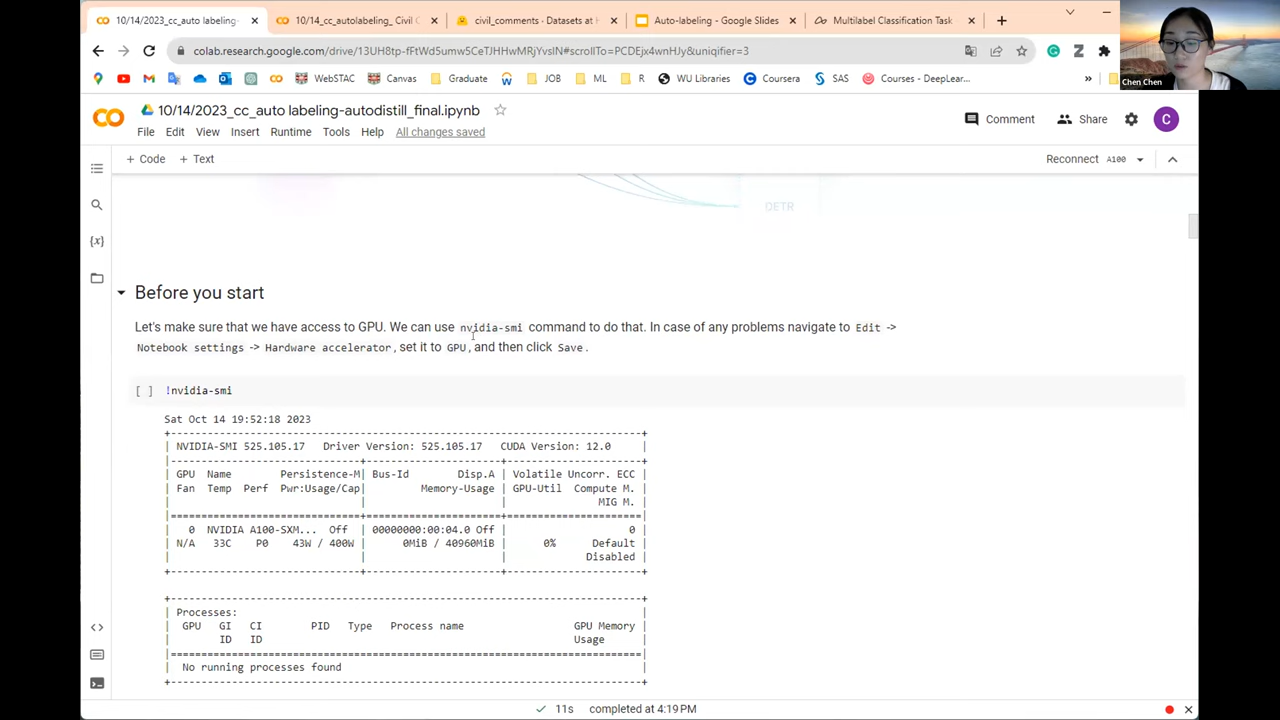 10/14/2023_cc_auto labeling-
10/14_cc_autolabeling_ Civil C
civil_comments · Datasets at H
Auto-labeling - Google Slides
Multilabel Classification Task
Chen Chen
colab.research.google.com/drive/13UH8tp-fFtWd5umw5CeTJHHwMRjYvslN#scrollTo=PCDEjx4wnHJy&uniqifier=3
WebSTAC
Canvas
Graduate
JOB
ML
R
WU Libraries
Coursera
SAS
Courses - DeepLear...
»
10/14/2023_cc_auto labeling-autodistill_final.ipynb
File Edit View Insert Runtime Tools Help All changes saved
Comment
Share
C
+ Code + Text
Reconnect A100
DETR
Before you start
Let's make sure that we have access to GPU. We can use nvidia-smi command to do that. In case of any problems navigate to Edit ->
Notebook settings -> Hardware accelerator, set it to GPU, and then click Save.
[ ] !nvidia-smi
Sat Oct 14 19:52:18 2023
NVIDIA-SMI 525.105.17 Driver Version: 525.105.17 CUDA Version: 12.0
GPU Name Persistence-M| Bus-Id Disp.A | Volatile Uncorr. ECC
Fan Temp Perf Pwr:Usage/Cap| Memory-Usage | GPU-Util Compute M.
MIG M.
0 NVIDIA A100-SXM... Off | 00000000:00:04.0 Off | 0
N/A 33C P0 43W / 400W | 0MiB / 40960MiB | 0% Default
Disabled
Processes:
GPU GI CI PID Type Process name GPU Memory
ID ID Usage
No running processes found
11s completed at 4:19 PM